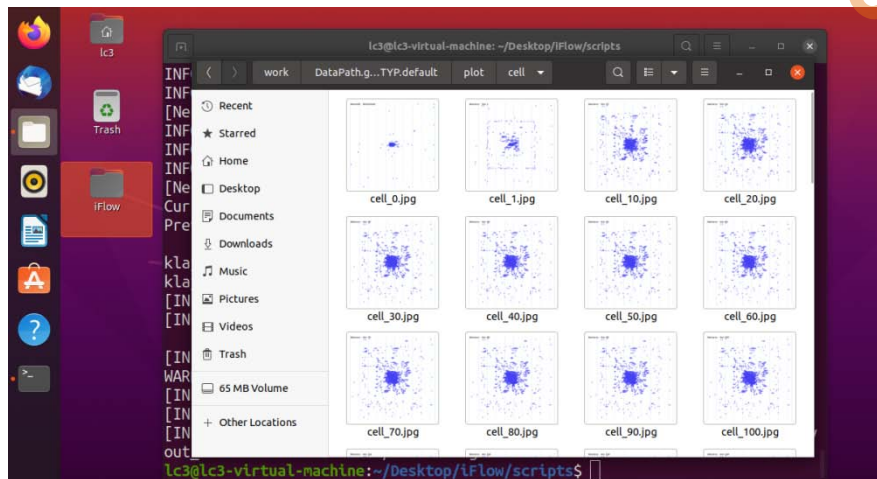 lc3
Trash
iFlow
lc3@lc3-virtual-machine: ~/Desktop/iFlow/scripts
work DataPath.g...TYP.default plot cell
Recent
Starred
Home
Desktop
Documents
Downloads
Music
Pictures
Videos
Trash
65 MB Volume
+ Other Locations
cell_0.jpg cell_1.jpg cell_10.jpg cell_20.jpg
cell_30.jpg cell_40.jpg cell_50.jpg cell_60.jpg
cell_70.jpg cell_80.jpg cell_90.jpg cell_100.jpg
INF
INF
[Ne
INF
INF
INF
[Ne
Cur
Pre
kla
kla
[IN
[IN
[IN
WAR
[IN
[IN
[IN
out
lc3@lc3-virtual-machine:~/Desktop/iFlow/scripts$